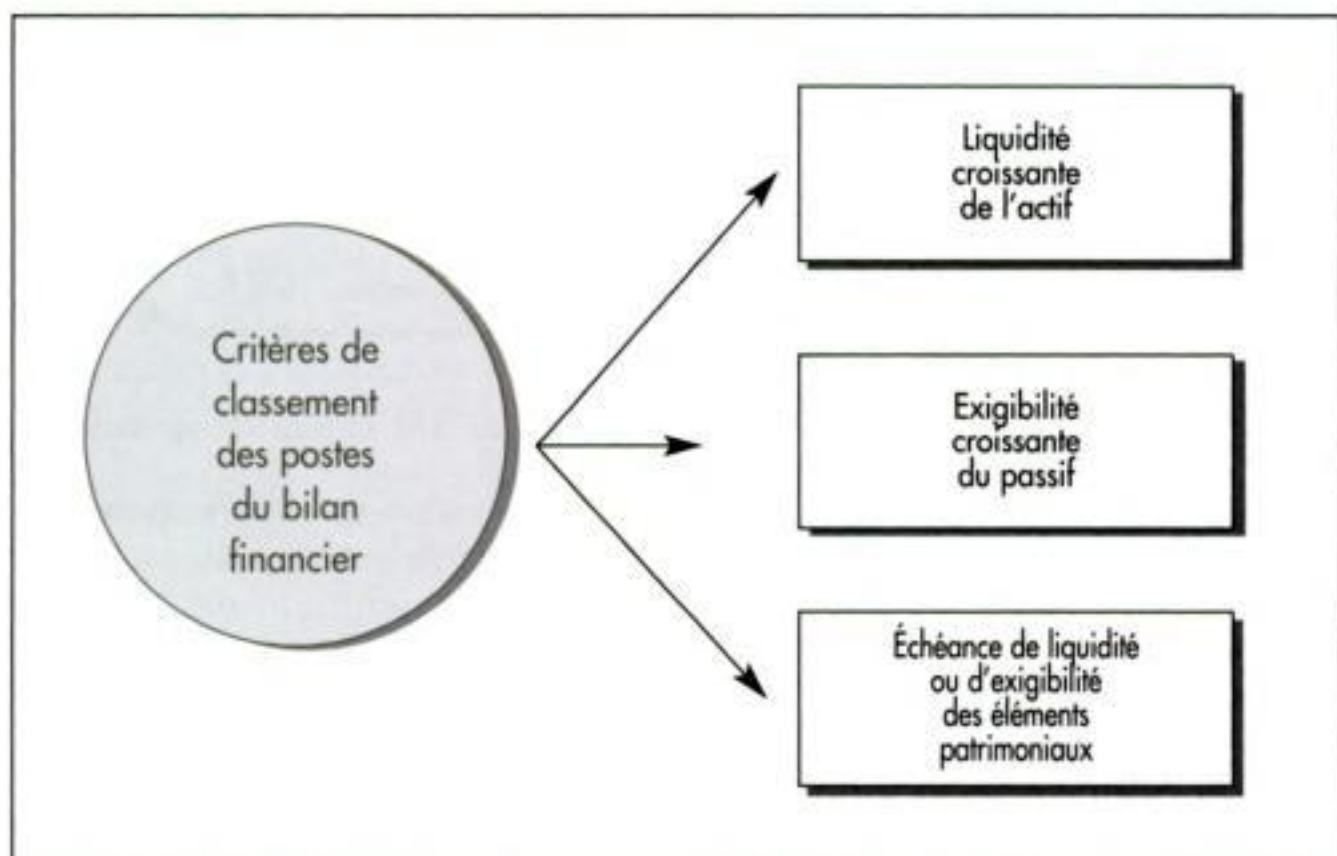 Critères de
classement
des postes
du bilan
financier
Liquidité
croissante
de l'actif
Exigibilité
croissante
du passif
Échéance de liquidité
ou d'exigibilité
des éléments
patrimoniaux